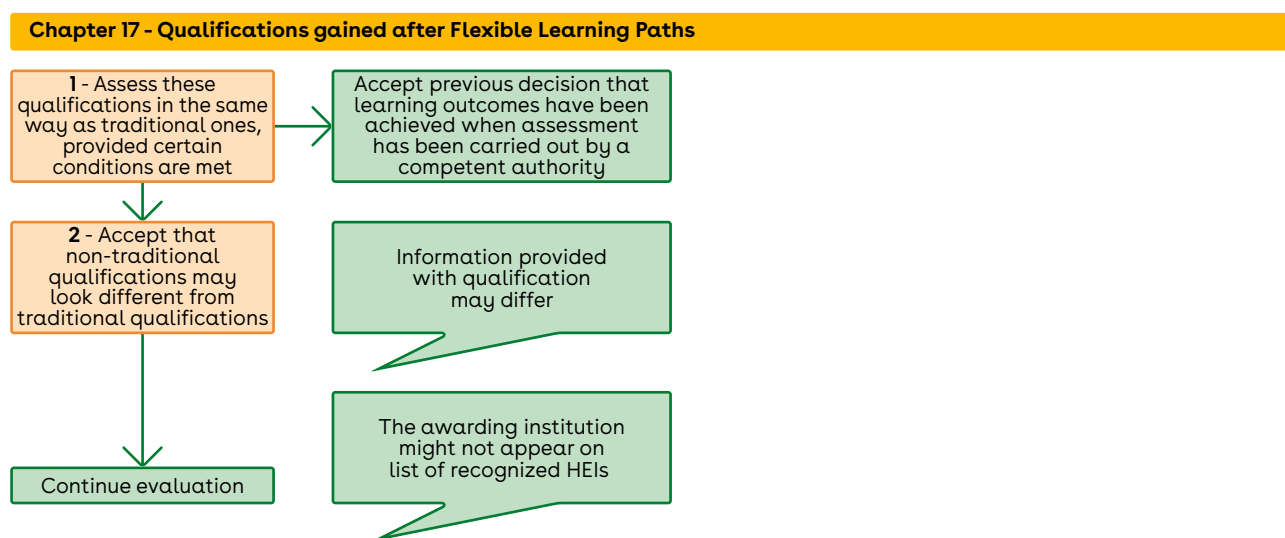 Chapter 17 - Qualifications gained after Flexible Learning Paths
1 - Assess these
qualifications in the same
way as traditional ones,
provided certain
conditions are met
Accept previous decision that
learning outcomes have been
achieved when assessment
has been carried out by a
competent authority
2 - Accept that
non-traditional
qualifications may
look different from
traditional qualifications
Information provided
with qualification
may differ
The awarding institution
might not appear on
list of recognized HEIs
Continue evaluation